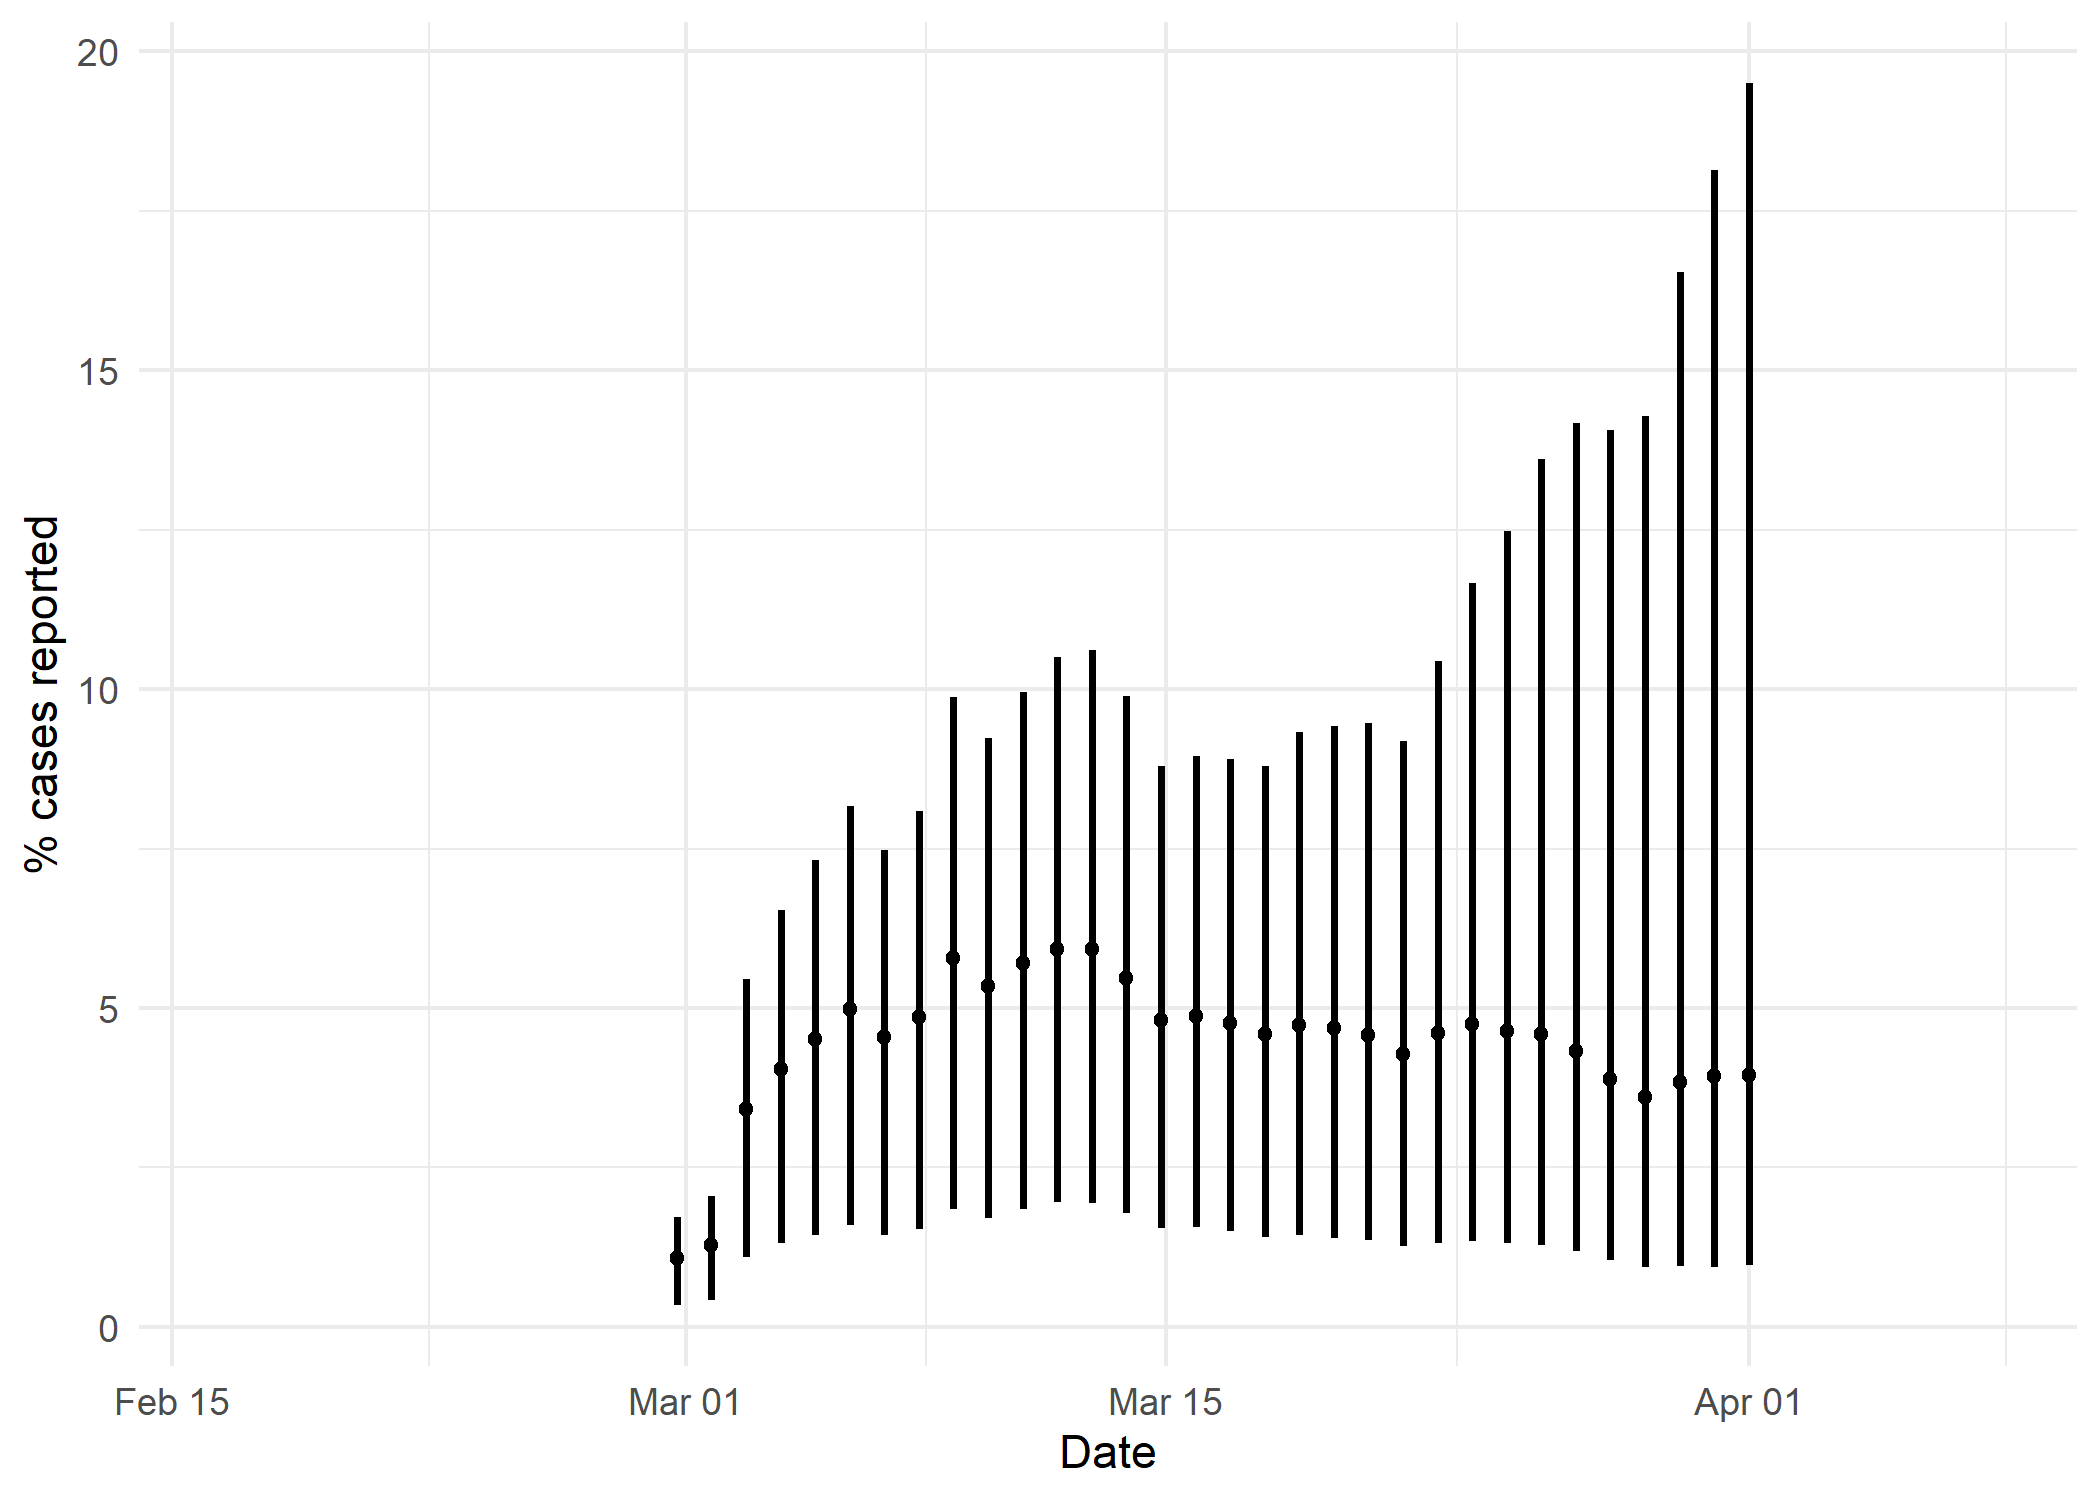 20
15
10
5
0
% cases reported
Feb 15
Mar 01
Mar 15
Apr 01
Date